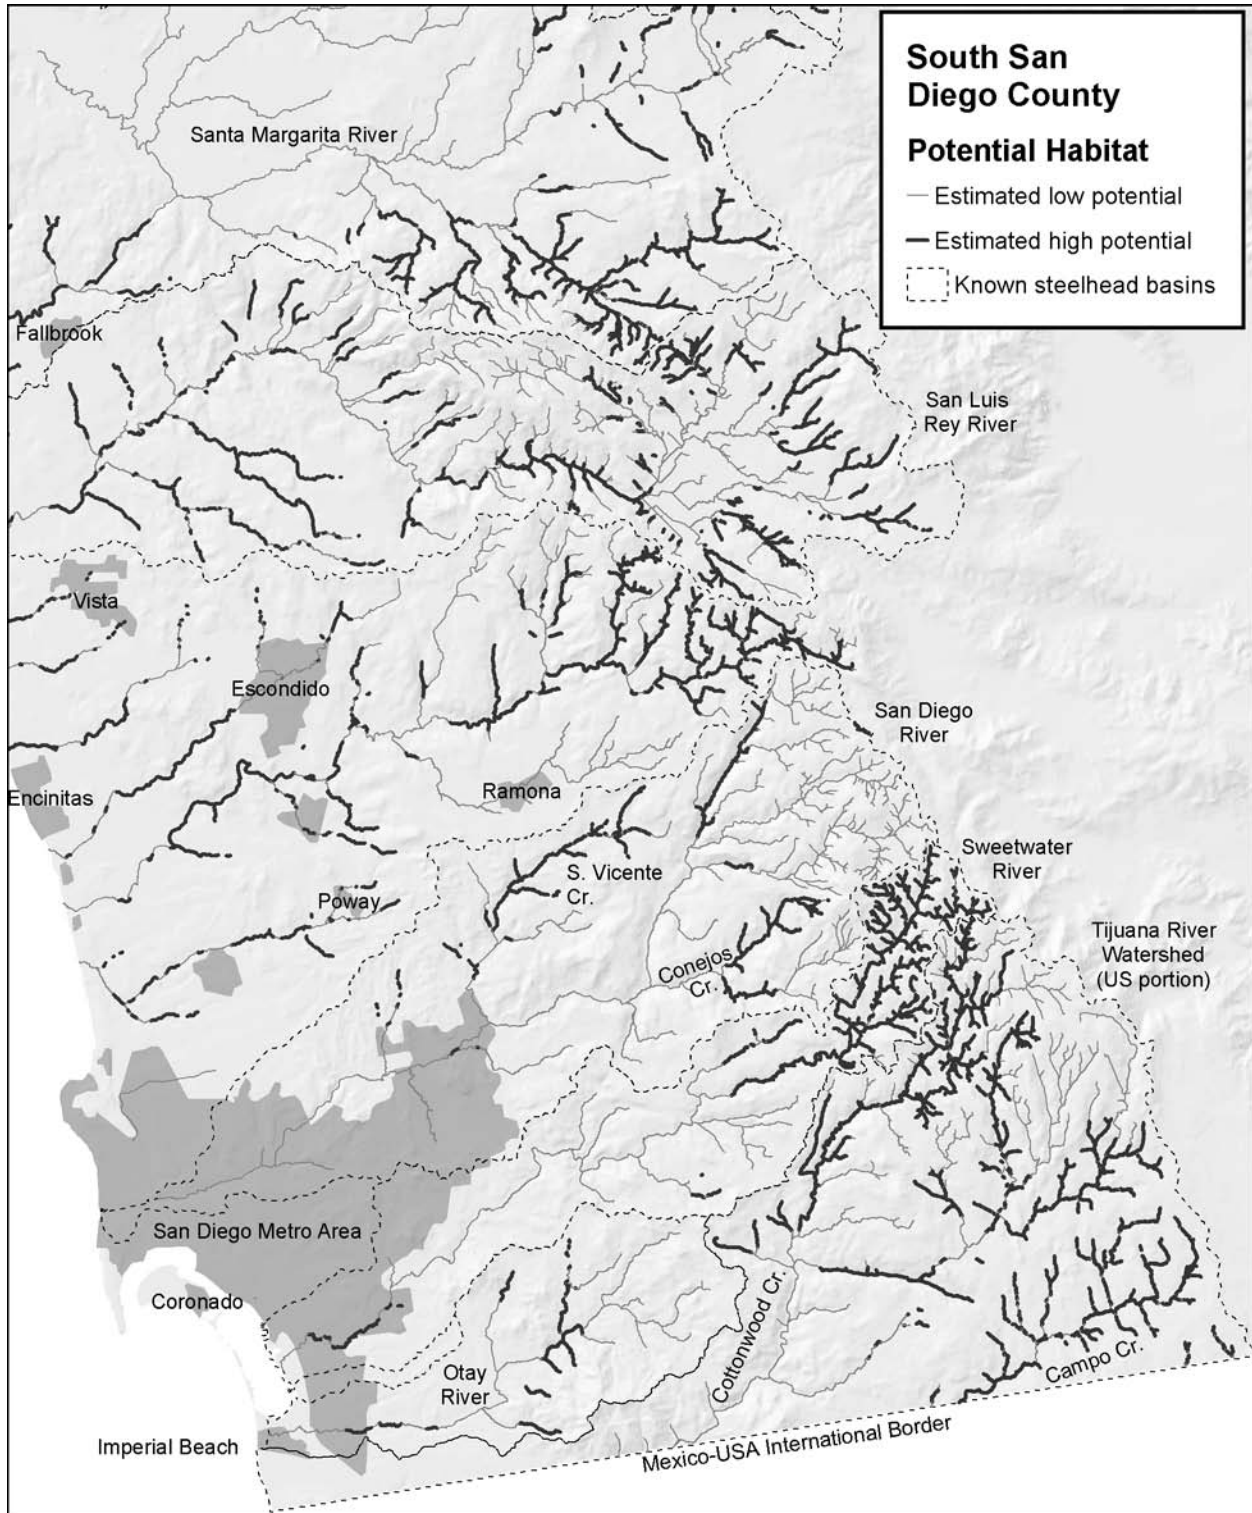 South San
Diego County
Potential Habitat
Estimated low potential
Estimated high potential
Known steelhead basins
Santa Margarita River
Fallbrook
San Luis
Rey River
Vista
Escondido
San Diego
River
Encinitas
Ramona
Sweetwater
River
S. Vicente
Cr.
Poway
Tijuana River
Watershed
(US portion)
Conejos
Cr.
San Diego Metro Area
Coronado
Cottonwood Cr.
Otay
River
Campo Cr.
Imperial Beach
Mexico-USA International Border